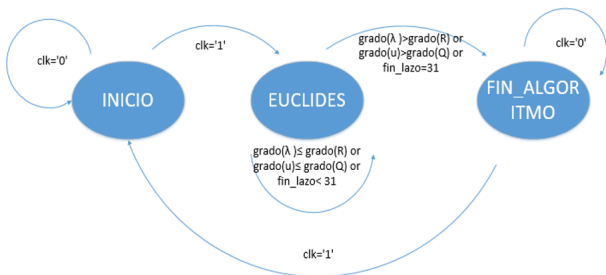 clk='0'
clk='1'
grado(λ )>grado(R) or
grado(u)>grado(Q) or
fin_lazo=31
clk='0'
INICIO
EUCLIDES
FIN_ALGOR
ITMO
grado(λ )≤ grado(R) or
grado(u)≤ grado(Q) or
fin_lazo< 31
clk='1'